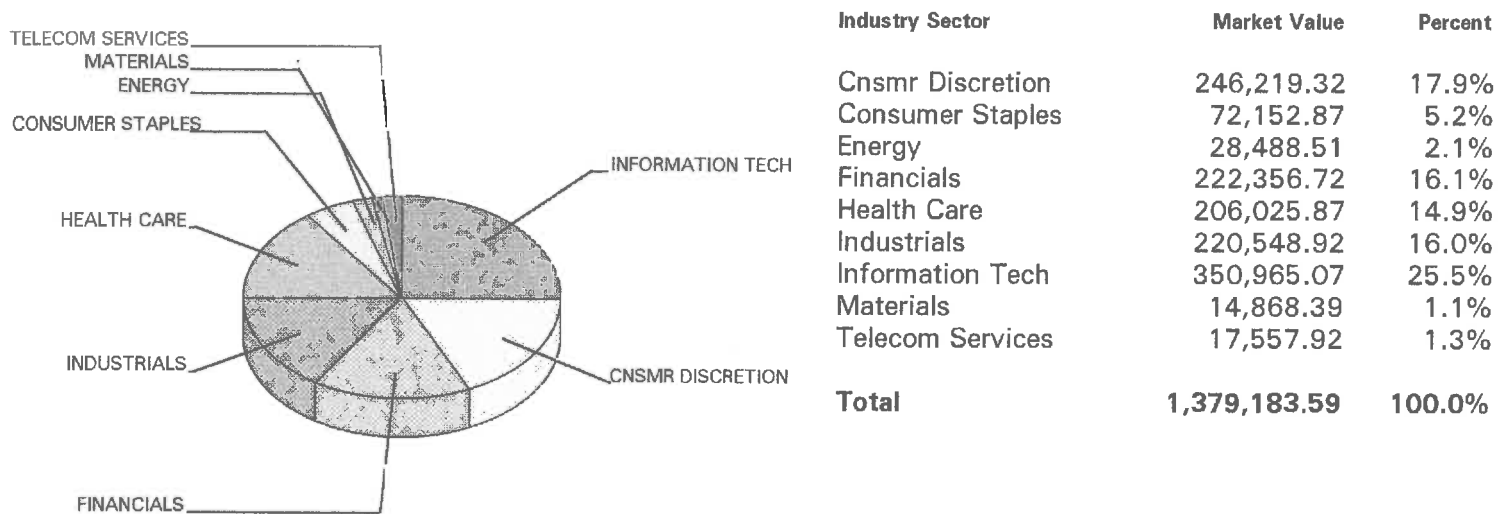 TELECOM SERVICES
MATERIALS
ENERGY
CONSUMER STAPLES
INFORMATION TECH
HEALTH CARE
INDUSTRIALS
CNSMR DISCRETION
FINANCIALS
Industry Sector Market Value Percent
Cnsmr Discretion 246,219.32 17.9%
Consumer Staples 72,152.87 5.2%
Energy 28,488.51 2.1%
Financials 222,356.72 16.1%
Health Care 206,025.87 14.9%
Industrials 220,548.92 16.0%
Information Tech 350,965.07 25.5%
Materials 14,868.39 1.1%
Telecom Services 17,557.92 1.3%
Total 1,379,183.59 100.0%